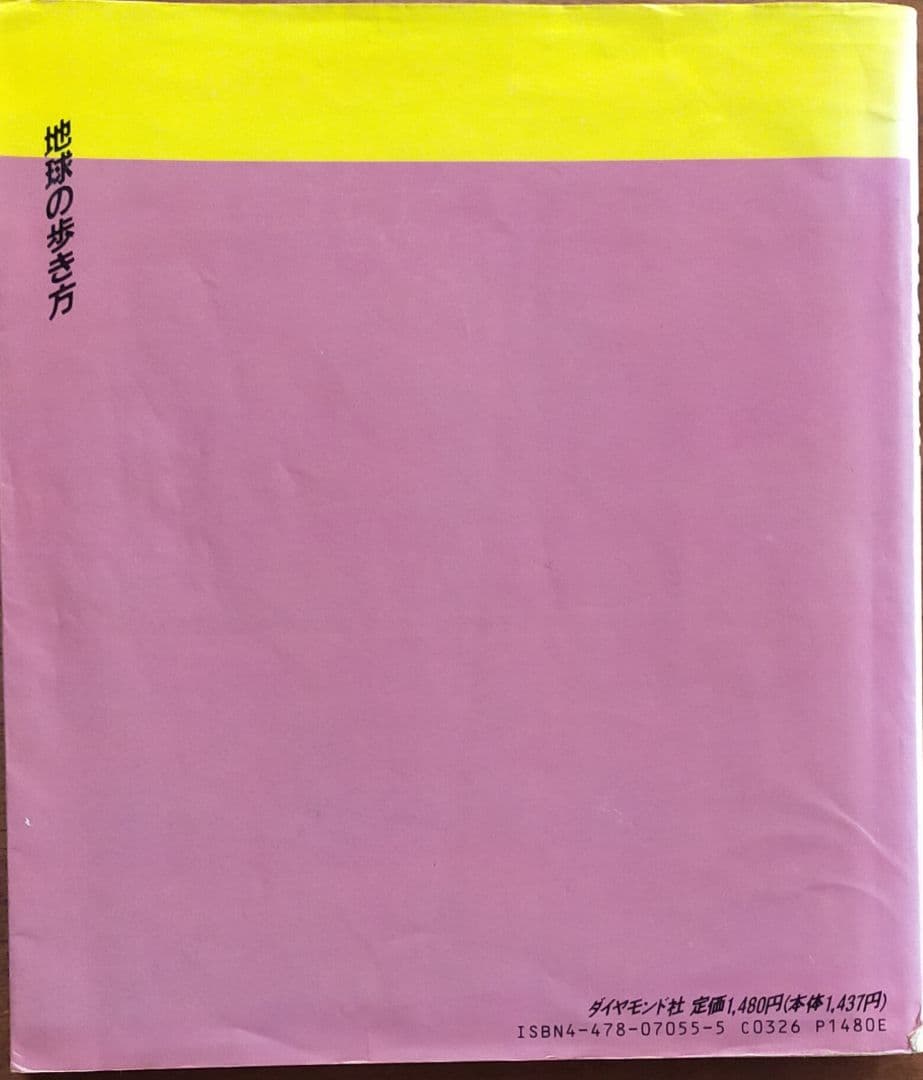 地球の歩き方
ダイヤモンド社 定価1,480円(本体1,437円)
ISBN4-478-07055-5 C0326 P1480E